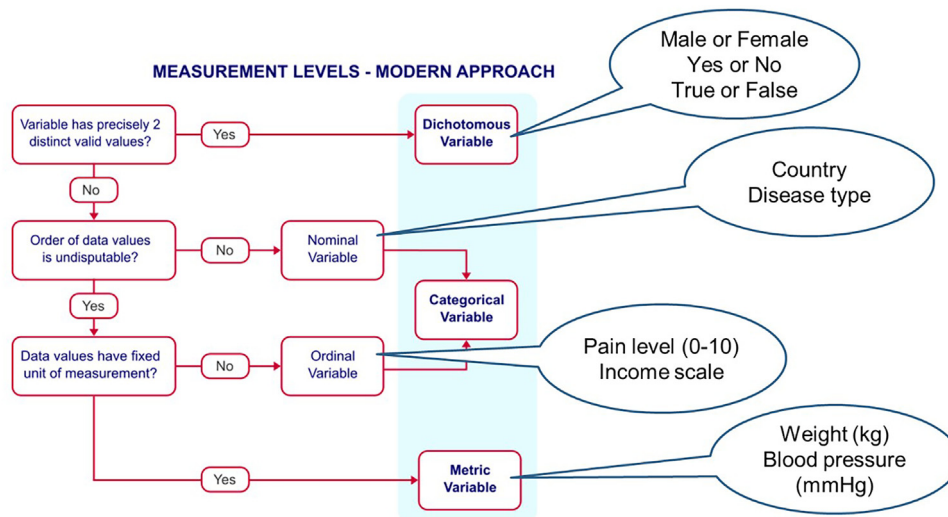 MEASUREMENT LEVELS - MODERN APPROACH
Male or Female
Yes or No
True or False
Variable has precisely 2
distinct valid values?
Yes
Dichotomous
Variable
No
Country
Disease type
Order of data values
is undisputable?
No
Nominal
Variable
Yes
Categorical
Variable
Data values have fixed
unit of measurement?
No
Ordinal
Variable
Pain level (0-10)
Income scale
Yes
Metric
Variable
Weight (kg)
Blood pressure
(mmHg)